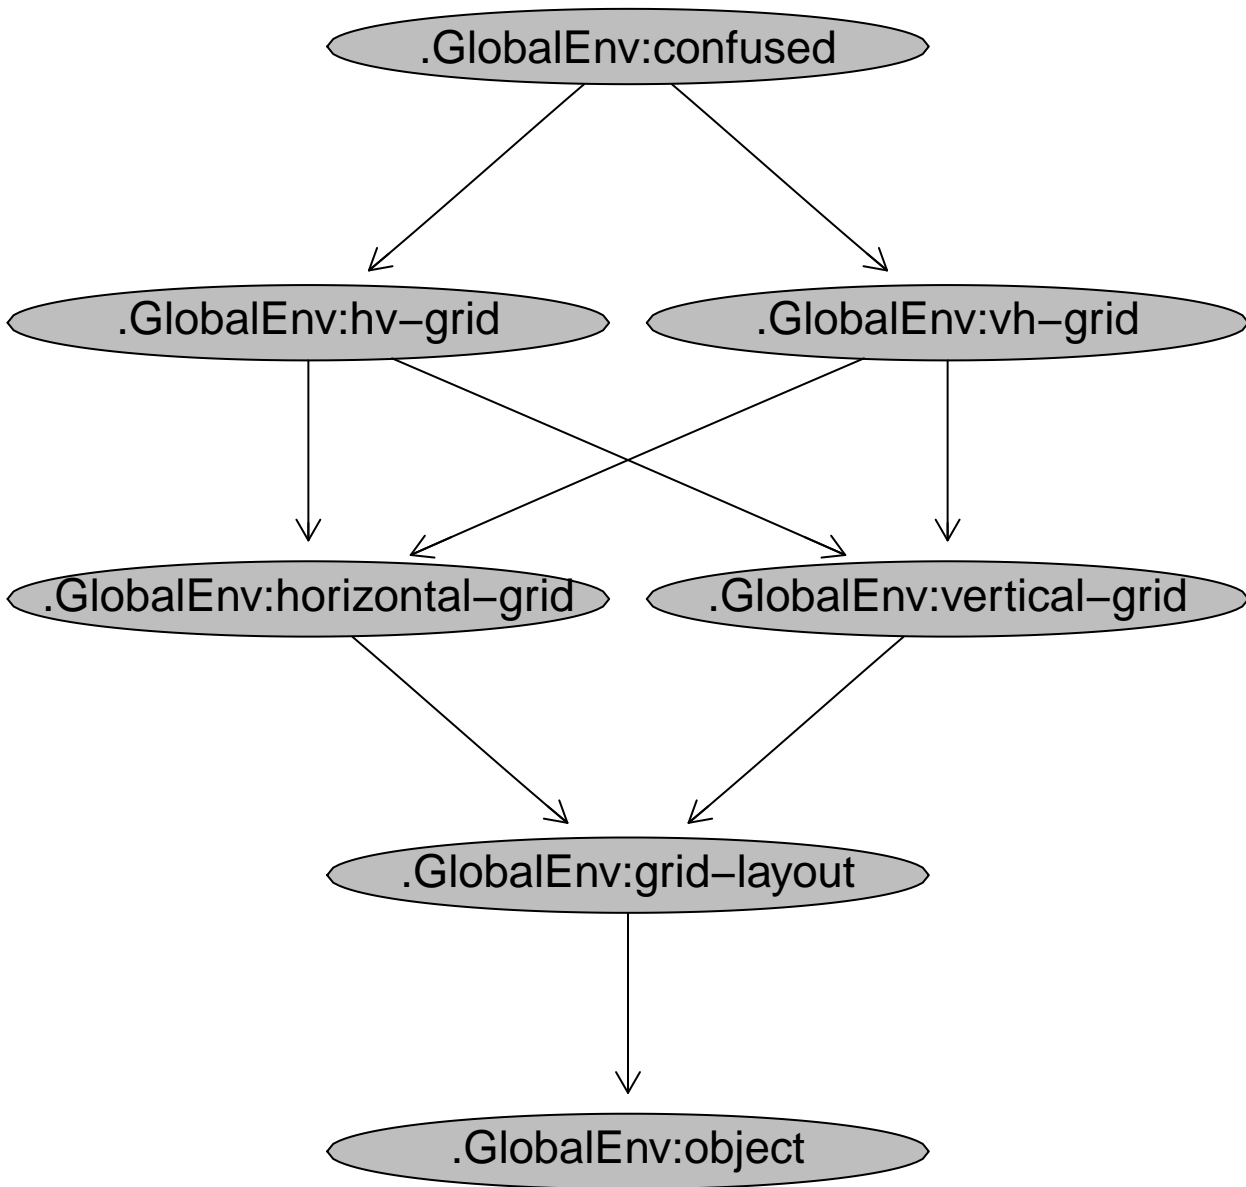 .GlobalEnv:confused
.GlobalEnv:hv−grid
.GlobalEnv:vh−grid
.GlobalEnv:horizontal−grid
.GlobalEnv:vertical−grid
.GlobalEnv:grid−layout
.GlobalEnv:object